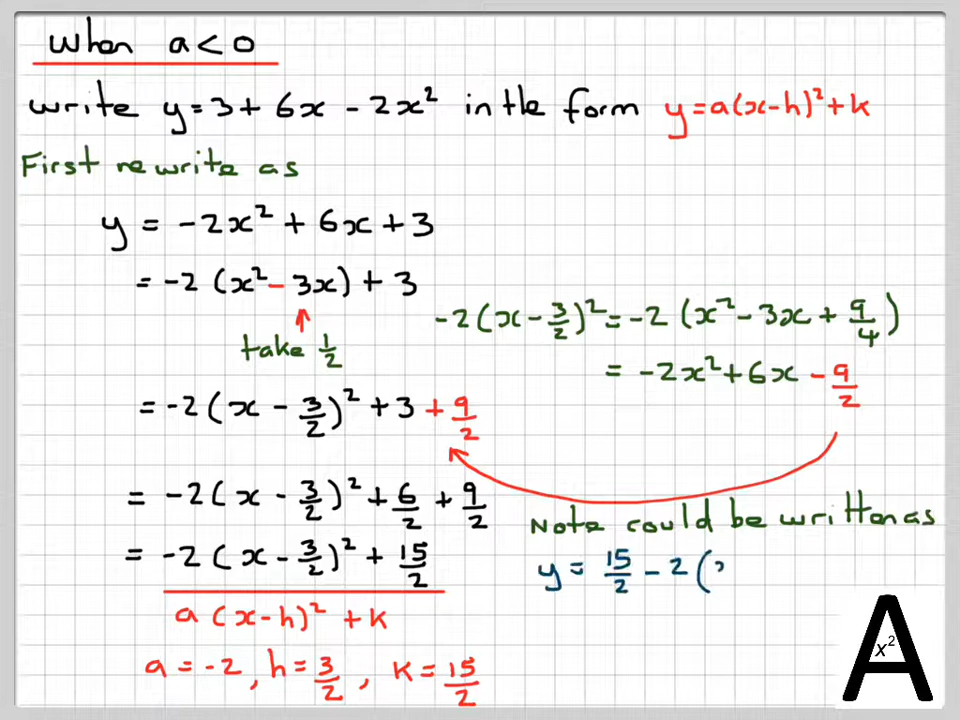 When a < 0
write y = 3 + 6x - 2x² in the form y = a(x-h)² + k
First rewrite as
y = -2x² + 6x + 3
= -2 (x² - 3x) + 3
take 1/2
= -2 (x - 3/2)² + 3 + 9/2
= -2 (x - 3/2)² + 6/2 + 9/2
= -2 (x - 3/2)² + 15/2
a (x-h)² + k
a = -2, h = 3/2, k = 15/2
-2(x - 3/2)² = -2 (x² - 3x + 9/4)
= -2x² + 6x - 9/2
Note could be written as
y = 15/2 - 2 (
A
x²